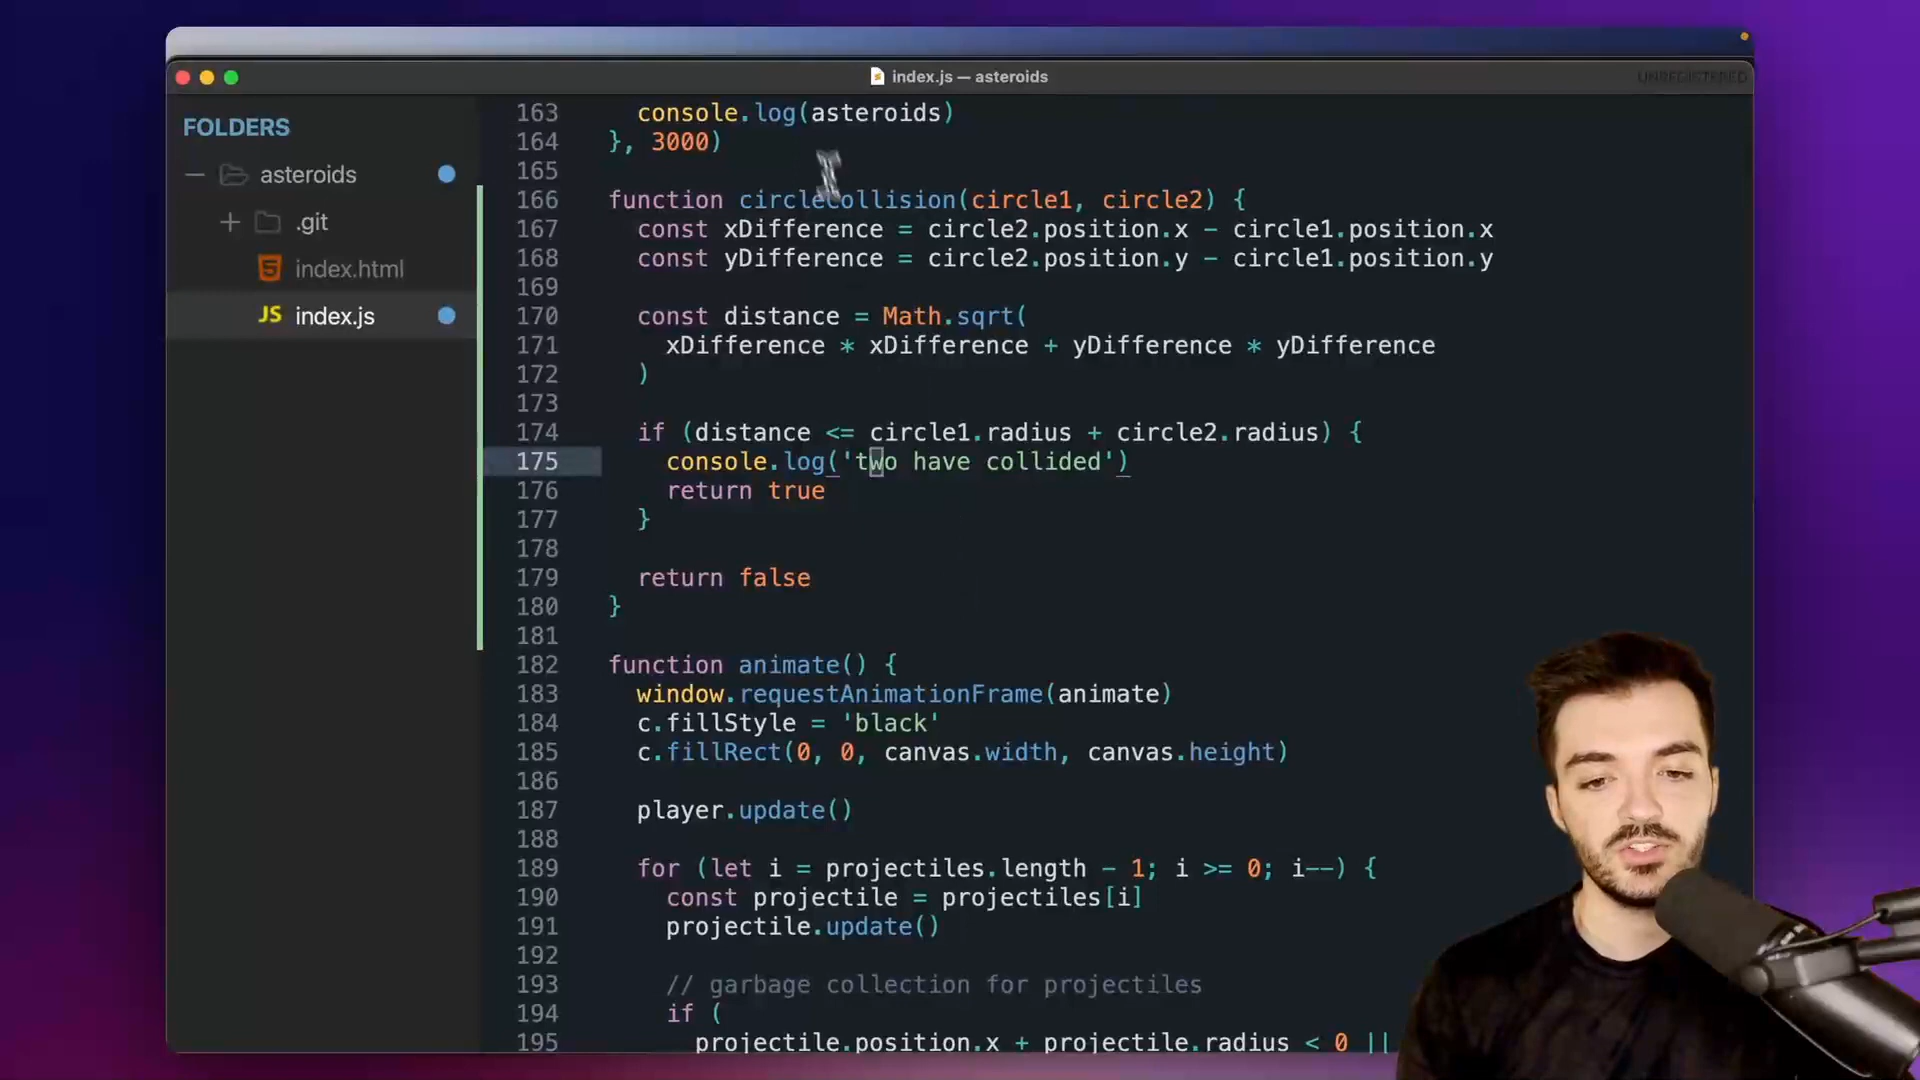 index.js — asteroids
UNREGISTERED
FOLDERS
asteroids
.git
index.html
JS index.js
163 console.log(asteroids)
164 }, 3000)
165
166 function circleCollision(circle1, circle2) {
167 const xDifference = circle2.position.x - circle1.position.x
168 const yDifference = circle2.position.y - circle1.position.y
169
170 const distance = Math.sqrt(
171 xDifference * xDifference + yDifference * yDifference
172 )
173
174 if (distance <= circle1.radius + circle2.radius) {
175 console.log('two have collided')
176 return true
177 }
178
179 return false
180 }
181
182 function animate() {
183 window.requestAnimationFrame(animate)
184 c.fillStyle = 'black'
185 c.fillRect(0, 0, canvas.width, canvas.height)
186
187 player.update()
188
189 for (let i = projectiles.length - 1; i >= 0; i--) {
190 const projectile = projectiles[i]
191 projectile.update()
192
193 // garbage collection for projectiles
194 if (
195 projectile.position.x + projectile.radius < 0 ||